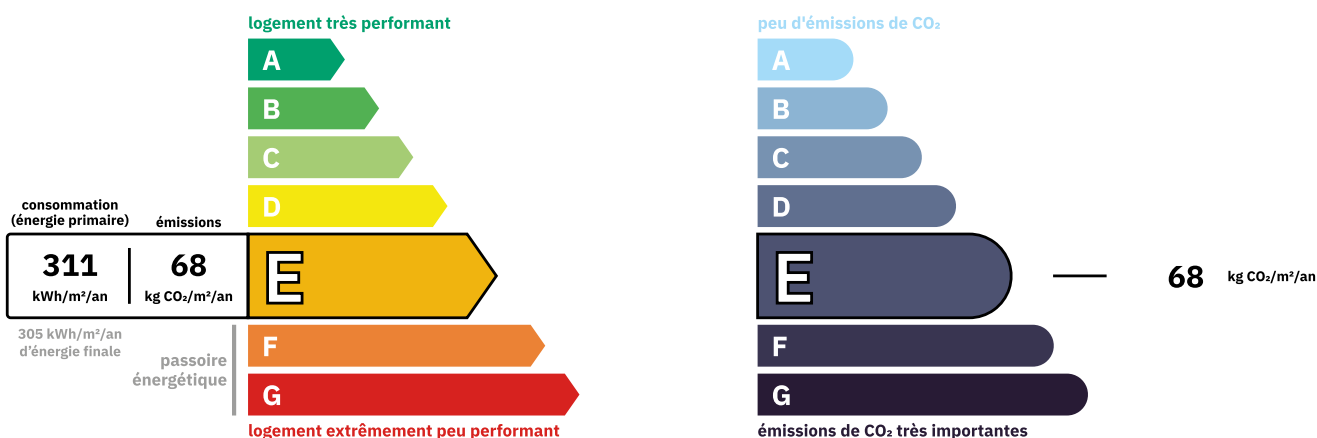 logement très performant
A
B
C
D
consommation
(énergie primaire)
émissions
311
kWh/m²/an
68
kg CO₂/m²/an
E
305 kWh/m²/an
d'énergie finale
passoire
énergétique
F
G
logement extrêmement peu performant
peu d'émissions de CO₂
A
B
C
D
E
68 kg CO₂/m²/an
F
G
émissions de CO₂ très importantes